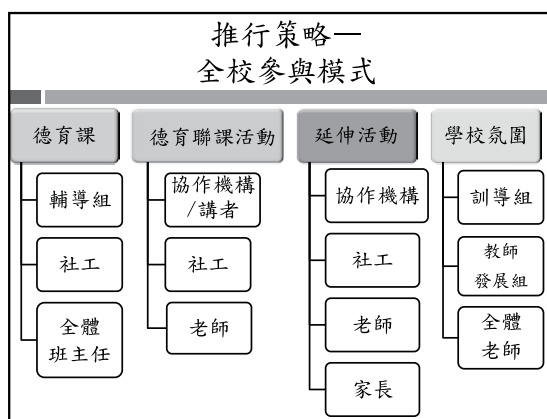 推行策略—
全校參與模式
德育課
輔導組
社工
全體
班主任
德育聯課活動
協作機構
/講者
社工
老師
延伸活動
協作機構
社工
老師
家長
學校氛圍
訓導組
教師
發展組
全體
老師